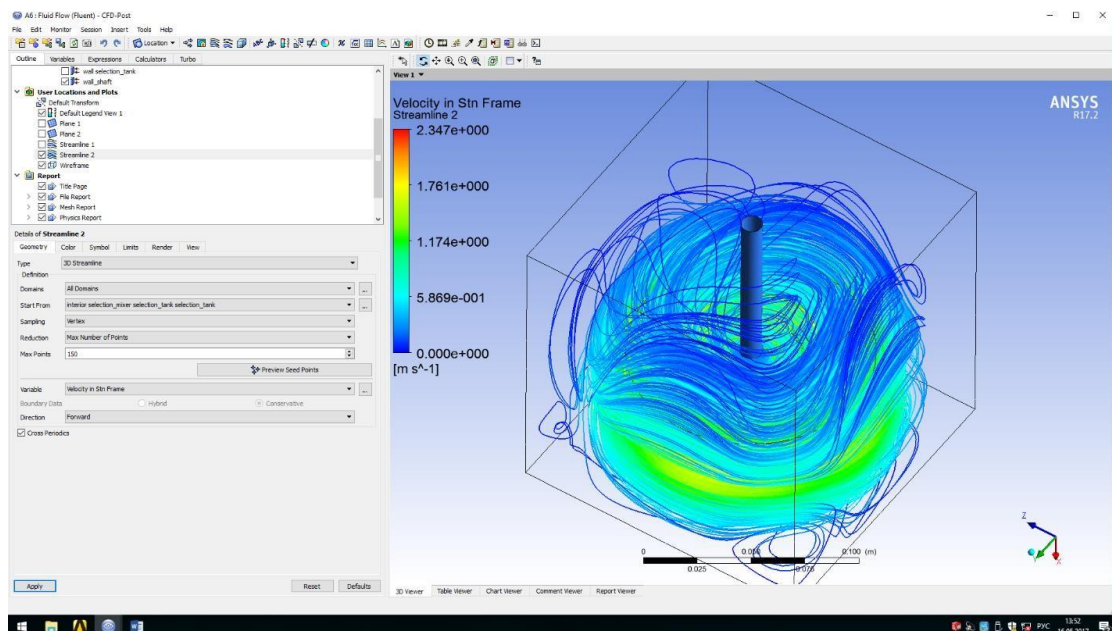 A6 : Fluid Flow (Fluent) - CFD-Post
File Edit Monitor Session Insert Tools Help
Location
Outline Variables Expressions Calculators Turbo
wall selection_tank
wall_shaft
User Locations and Plots
Default Transform
Default Legend View 1
Plane 1
Plane 2
Streamline 1
Streamline 2
Wireframe
Report
Title Page
File Report
Mesh Report
Physics Report
Details of Streamline 2
Geometry Color Symbol Limits Render View
Type 3D Streamline
Definition
Domains All Domains ...
Start From interior selection_mixer selection_tank selection_tank ...
Sampling Vertex
Reduction Max Number of Points
Max Points 150
Preview Seed Points
Variable Velocity in Stn Frame ...
Boundary Data Hybrid Conservative
Direction Forward
Cross Periodics
Apply Reset Defaults
View 1
Velocity in Stn Frame
Streamline 2
2.347e+000
1.761e+000
1.174e+000
5.869e-001
0.000e+000
[m s^-1]
ANSYS
R17.2
Z
Y
X
0 0.050 0.100 (m)
0.025 0.075
3D Viewer Table Viewer Chart Viewer Comment Viewer Report Viewer
РУС 13:52
16.05.2017